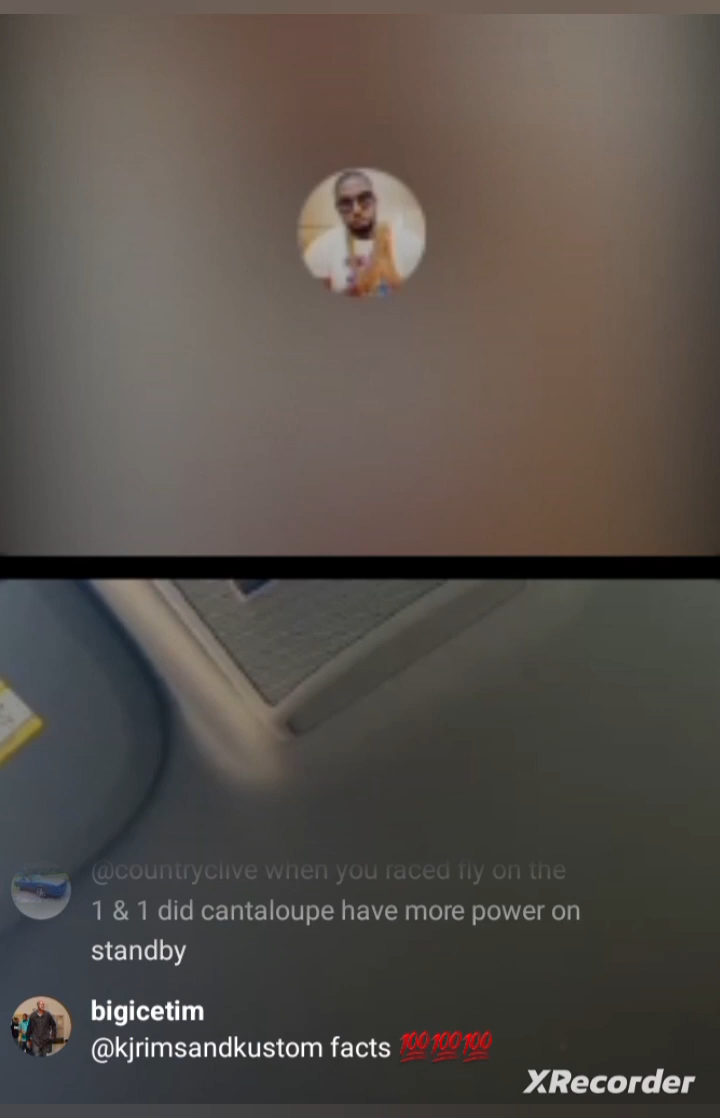 @countryclive when you raced fly on the
1 & 1 did cantaloupe have more power on
standby
bigicetim
@kjrimsandkustom facts 💯💯💯
XRecorder